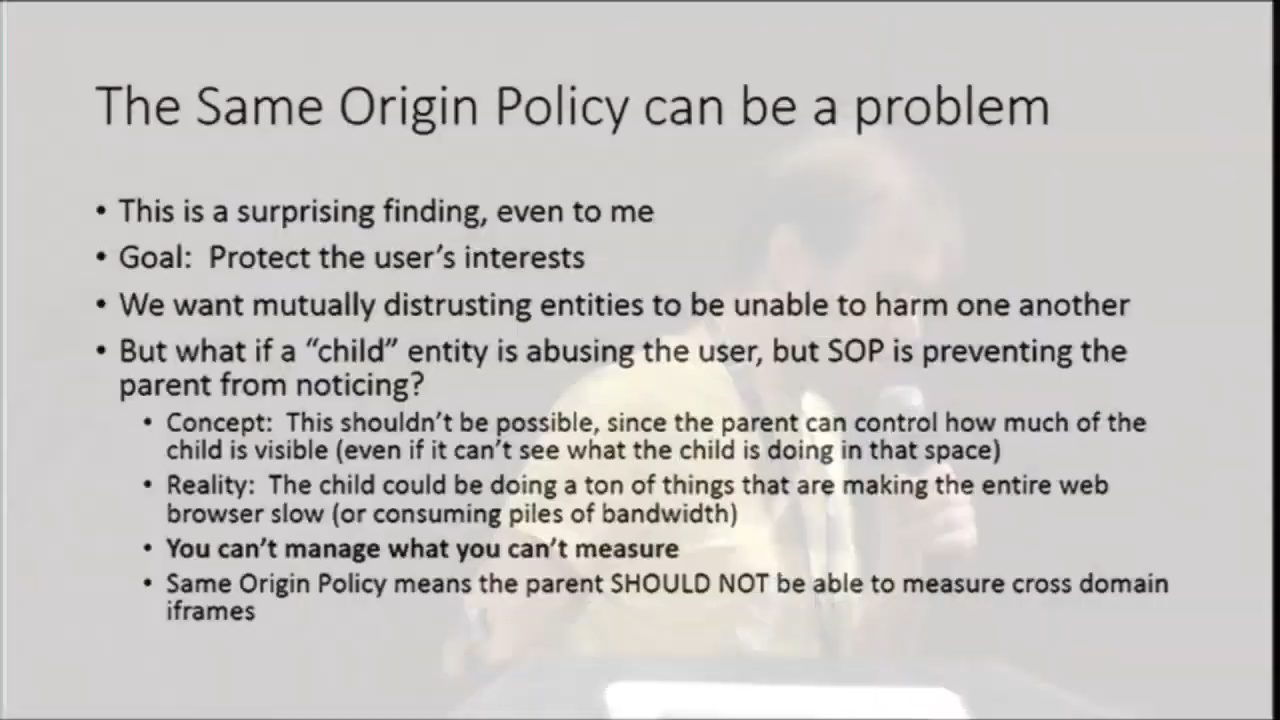 The Same Origin Policy can be a problem
• This is a surprising finding, even to me
• Goal:  Protect the user’s interests
• We want mutually distrusting entities to be unable to harm one another
• But what if a “child” entity is abusing the user, but SOP is preventing the
parent from noticing?
• Concept:  This shouldn’t be possible, since the parent can control how much of the
child is visible (even if it can’t see what the child is doing in that space)
• Reality:  The child could be doing a ton of things that are making the entire web
browser slow (or consuming piles of bandwidth)
• You can’t manage what you can’t measure
• Same Origin Policy means the parent SHOULD NOT be able to measure cross domain
iframes